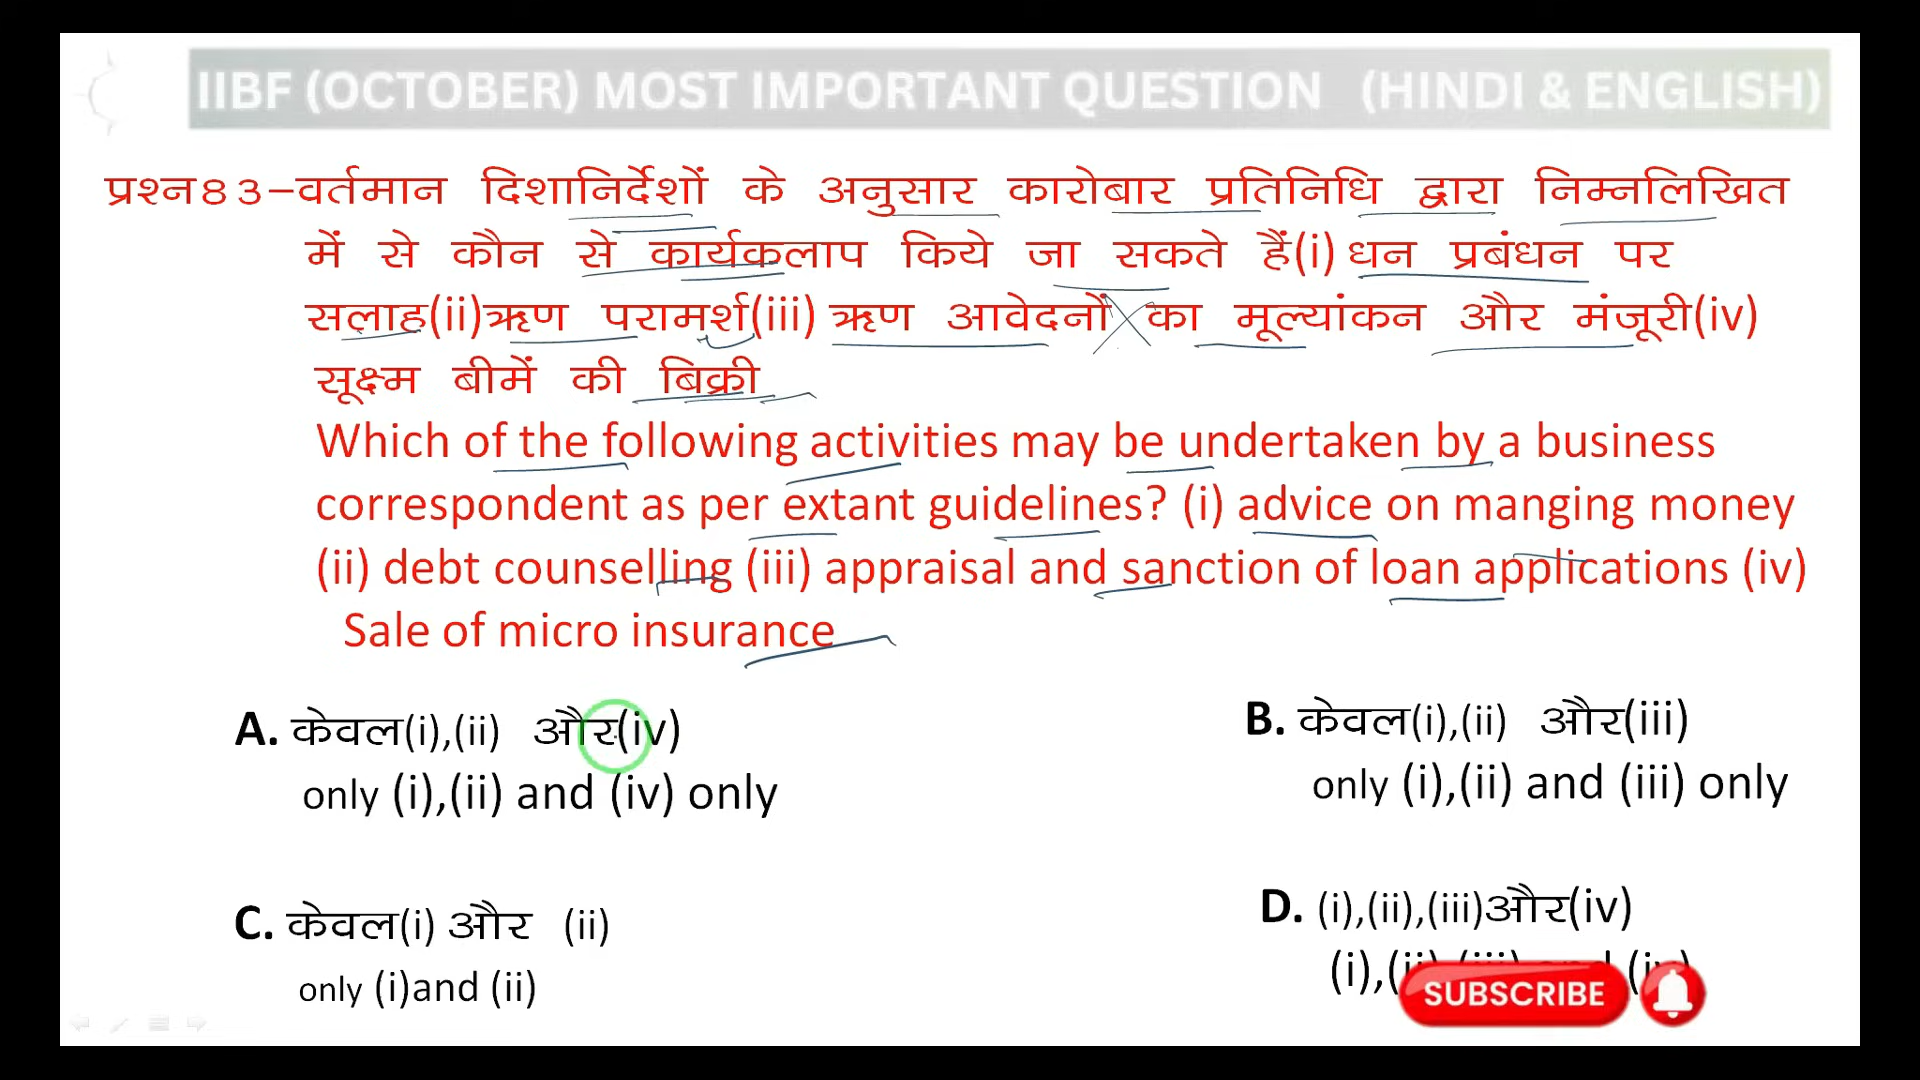 IIBF (OCTOBER) MOST IMPORTANT QUESTION (HINDI & ENGLISH)
प्रश्न83–वर्तमान दिशानिर्देशों के अनुसार कारोबार प्रतिनिधि द्वारा निम्नलिखित
में से कौन से कार्यकलाप किये जा सकते हैं(i) धन प्रबंधन पर
सलाह(ii)ऋण परामर्श(iii) ऋण आवेदनों का मूल्यांकन और मंजूरी(iv)
सूक्ष्म बीमें की बिक्री
Which of the following activities may be undertaken by a business
correspondent as per extant guidelines? (i) advice on manging money
(ii) debt counselling (iii) appraisal and sanction of loan applications (iv)
Sale of micro insurance
A. केवल(i),(ii) और(iv)
only (i),(ii) and (iv) only
B. केवल(i),(ii) और(iii)
only (i),(ii) and (iii) only
C. केवल(i) और (ii)
only (i)and (ii)
D. (i),(ii),(iii)और(iv)
(i),(ii),(iii) and (iv)
SUBSCRIBE